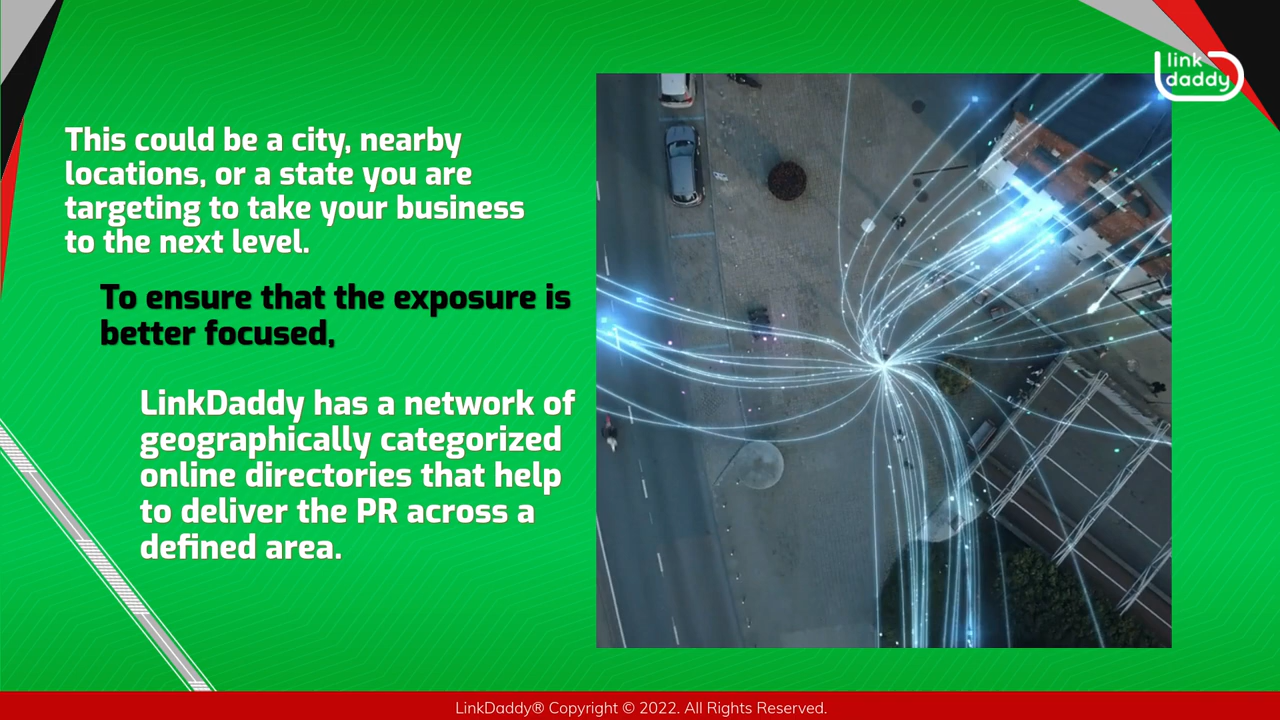 link
daddy
This could be a city, nearby
locations, or a state you are
targeting to take your business
to the next level.
To ensure that the exposure is
better focused,
LinkDaddy has a network of
geographically categorized
online directories that help
to deliver the PR across a
defined area.
LinkDaddy® Copyright © 2022. All Rights Reserved.